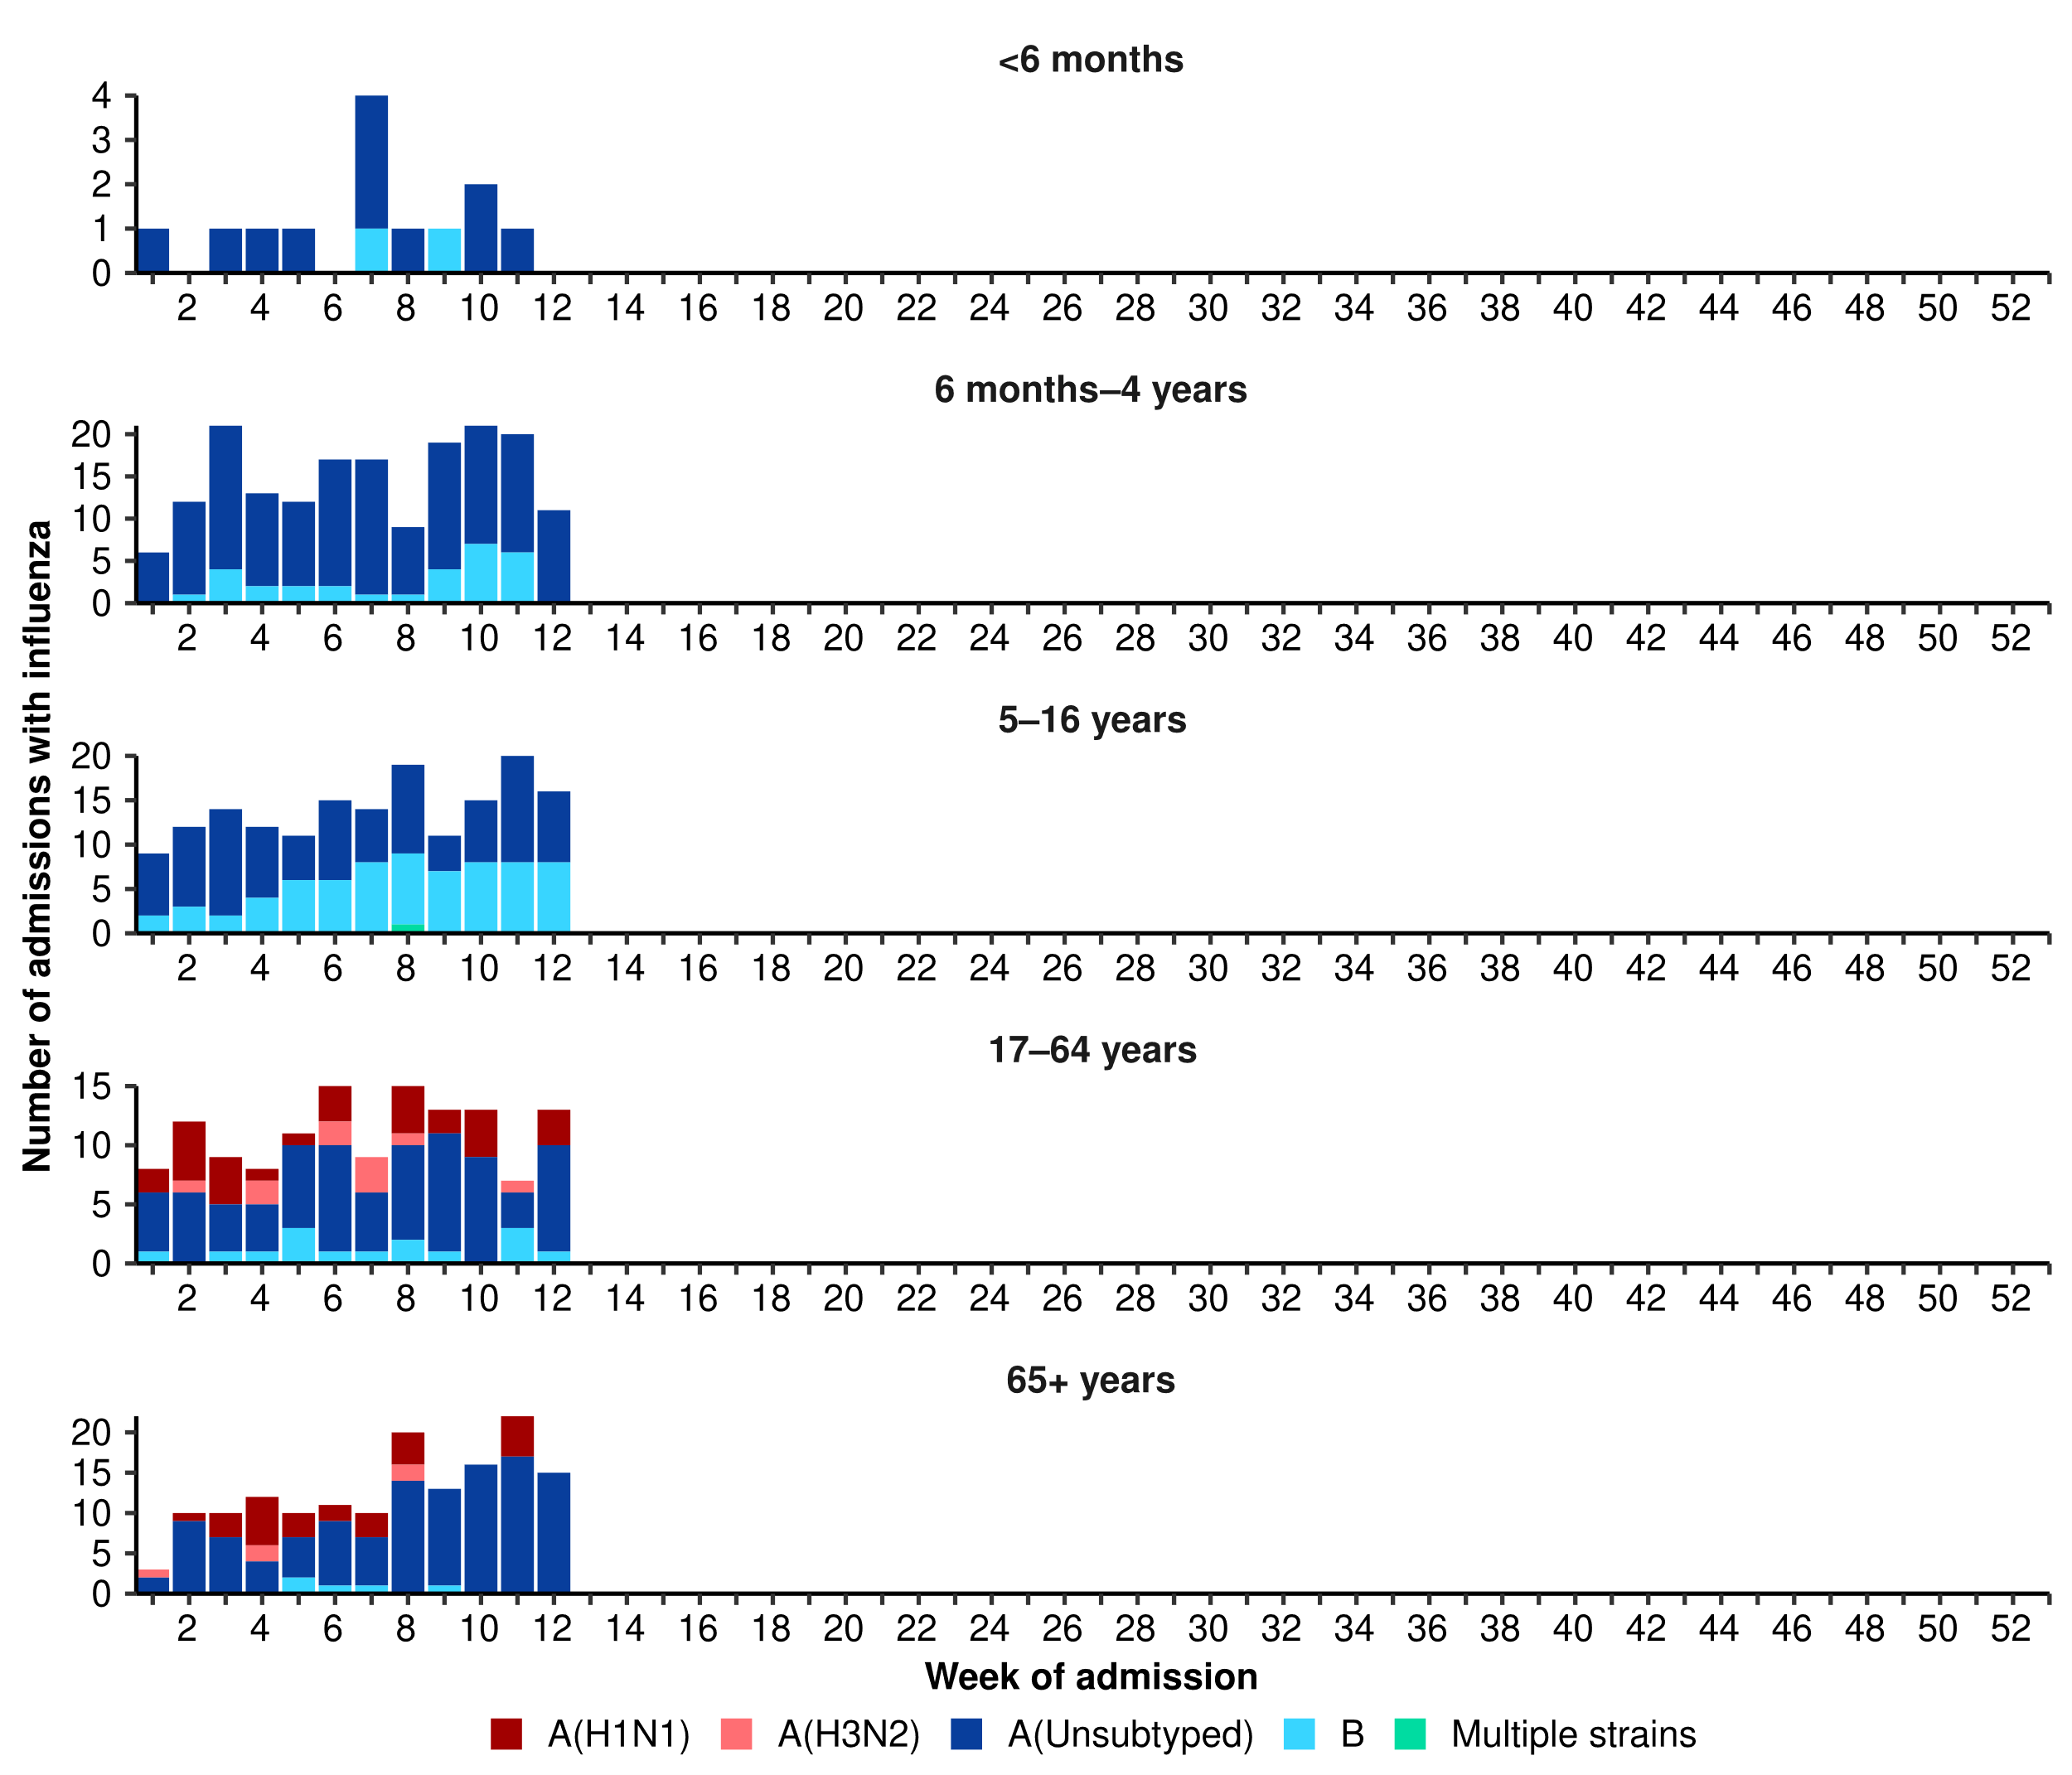 <6 months
4
3
2
1
0
2 4 6 8 10 12 14 16 18 20 22 24 26 28 30 32 34 36 38 40 42 44 46 48 50 52
6 months–4 years
20
15
10
5
0
2 4 6 8 10 12 14 16 18 20 22 24 26 28 30 32 34 36 38 40 42 44 46 48 50 52
5–16 years
20
15
10
5
0
2 4 6 8 10 12 14 16 18 20 22 24 26 28 30 32 34 36 38 40 42 44 46 48 50 52
17–64 years
15
10
5
0
2 4 6 8 10 12 14 16 18 20 22 24 26 28 30 32 34 36 38 40 42 44 46 48 50 52
65+ years
20
15
10
5
0
2 4 6 8 10 12 14 16 18 20 22 24 26 28 30 32 34 36 38 40 42 44 46 48 50 52
Number of admissions with influenza
Week of admission
A(H1N1) A(H3N2) A(Unsubtyped) B Multiple strains